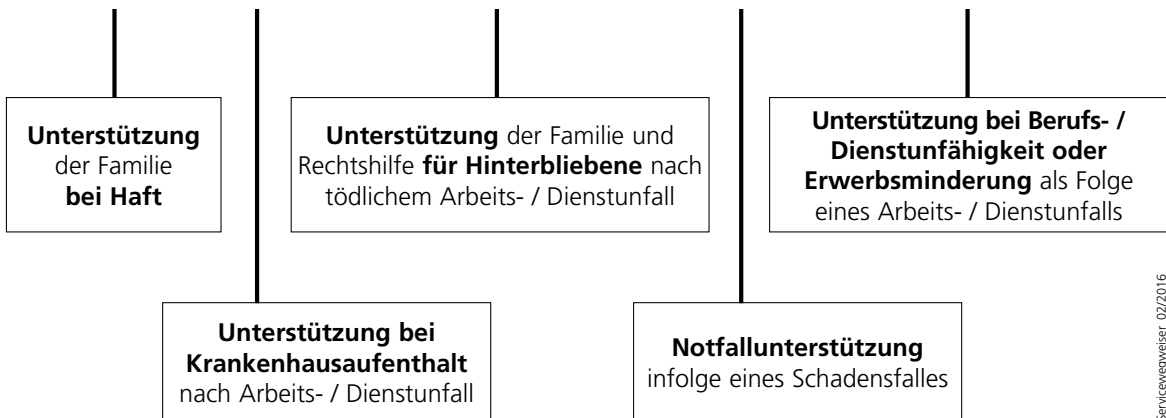 Unterstützung
der Familie
bei Haft
Unterstützung der Familie und
Rechtshilfe für Hinterbliebene nach
tödlichem Arbeits- / Dienstunfall
Unterstützung bei Berufs- /
Dienstunfähigkeit oder
Erwerbsminderung als Folge
eines Arbeits- / Dienstunfalls
Unterstützung bei
Krankenhausaufenthalt
nach Arbeits- / Dienstunfall
Notfallunterstützung
infolge eines Schadensfalles
Servicewegweiser 02/2016